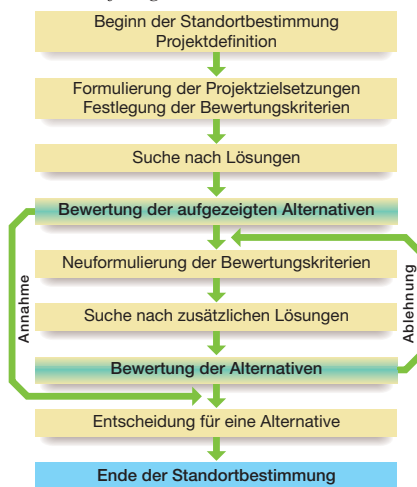 Beginn der Standortbestimmung
Projektdefinition
Formulierung der Projektzielsetzungen
Festlegung der Bewertungskriterien
Suche nach Lösungen
Bewertung der aufgezeigten Alternativen
Neuformulierung der Bewertungskriterien
Suche nach zusätzlichen Lösungen
Bewertung der Alternativen
Entscheidung für eine Alternative
Ende der Standortbestimmung
Annahme
Ablehnung